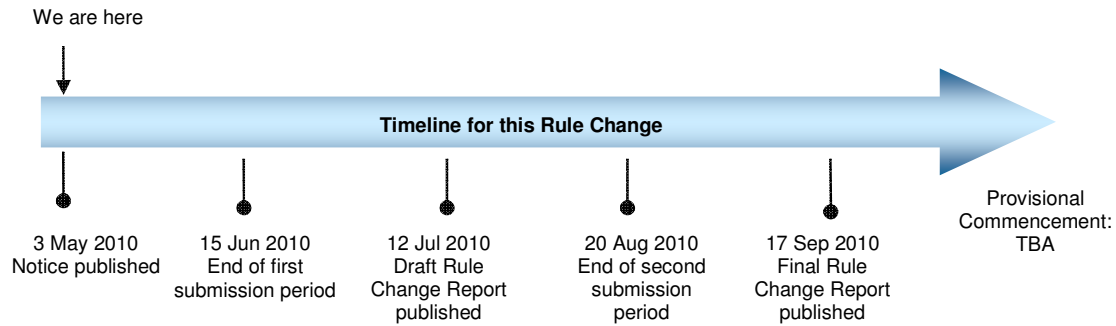 We are here
Timeline for this Rule Change
3 May 2010
Notice published
15 Jun 2010
End of first
submission period
12 Jul 2010
Draft Rule
Change Report
published
20 Aug 2010
End of second
submission
period
17 Sep 2010
Final Rule
Change Report
published
Provisional
Commencement:
TBA